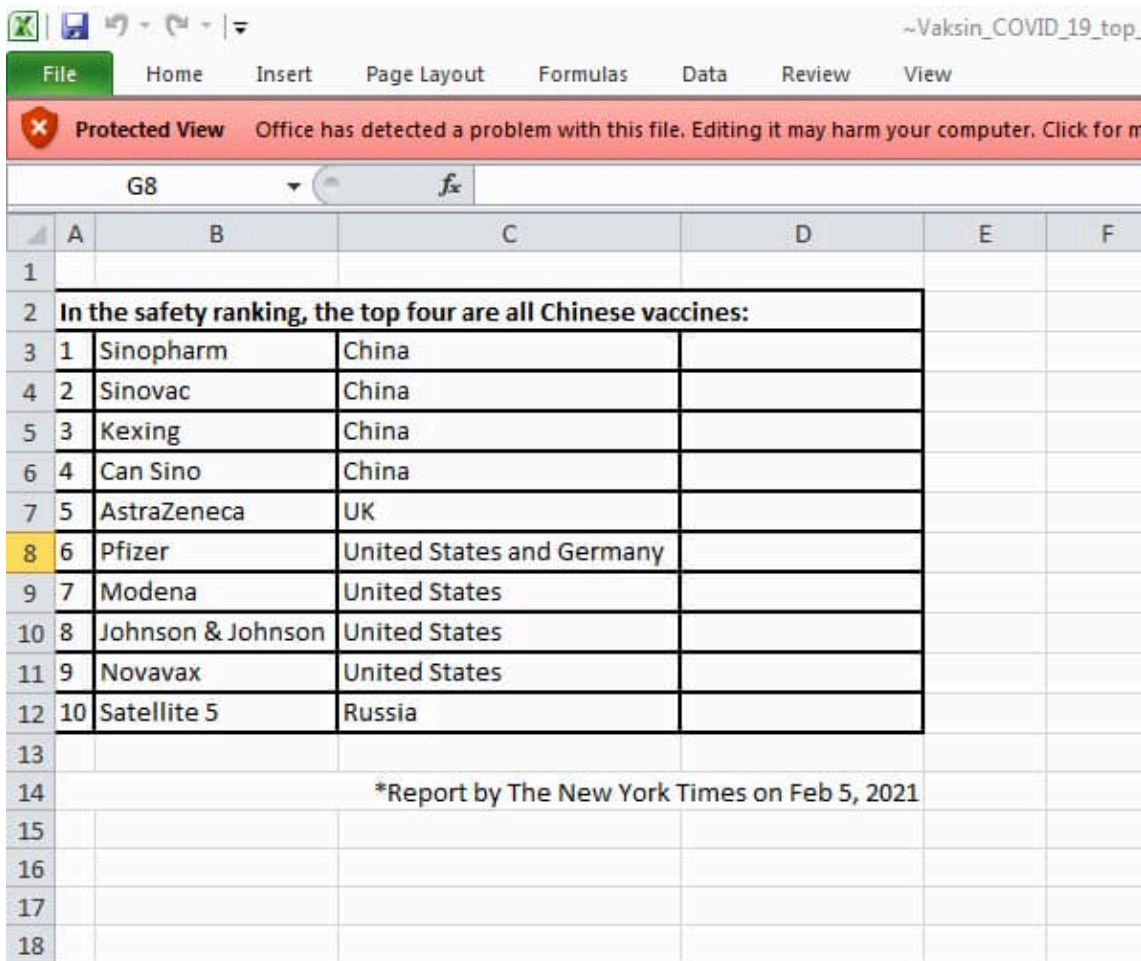 ~Vaksin_COVID_19_top_
File Home Insert Page Layout Formulas Data Review View
Protected View Office has detected a problem with this file. Editing it may harm your computer. Click for m
G8 fx
A B C D E F
1
2 In the safety ranking, the top four are all Chinese vaccines:
3 1 Sinopharm China
4 2 Sinovac China
5 3 Kexing China
6 4 Can Sino China
7 5 AstraZeneca UK
8 6 Pfizer United States and Germany
9 7 Modena United States
10 8 Johnson & Johnson United States
11 9 Novavax United States
12 10 Satellite 5 Russia
13
14 *Report by The New York Times on Feb 5, 2021
15
16
17
18